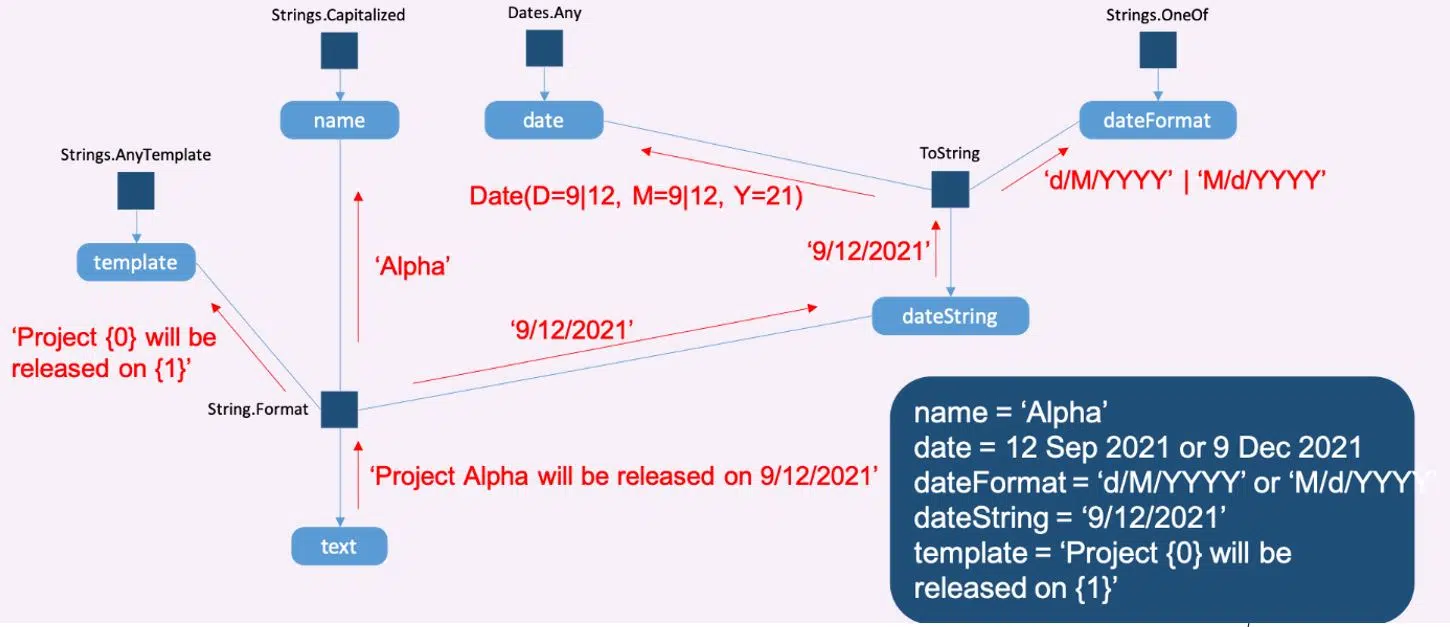 Strings.Capitalized
Dates.Any
Strings.OneOf
name
date
dateFormat
Strings.AnyTemplate
ToString
‘d/M/YYYY’ | ‘M/d/YYYY’
Date(D=9|12, M=9|12, Y=21)
template
‘Alpha’
‘9/12/2021’
‘Project {0} will be
released on {1}’
‘9/12/2021’
dateString
String.Format
‘Project Alpha will be released on 9/12/2021’
text
name = ‘Alpha’
date = 12 Sep 2021 or 9 Dec 2021
dateFormat = ‘d/M/YYYY’ or ‘M/d/YYYY’
dateString = ‘9/12/2021’
template = ‘Project {0} will be
released on {1}’